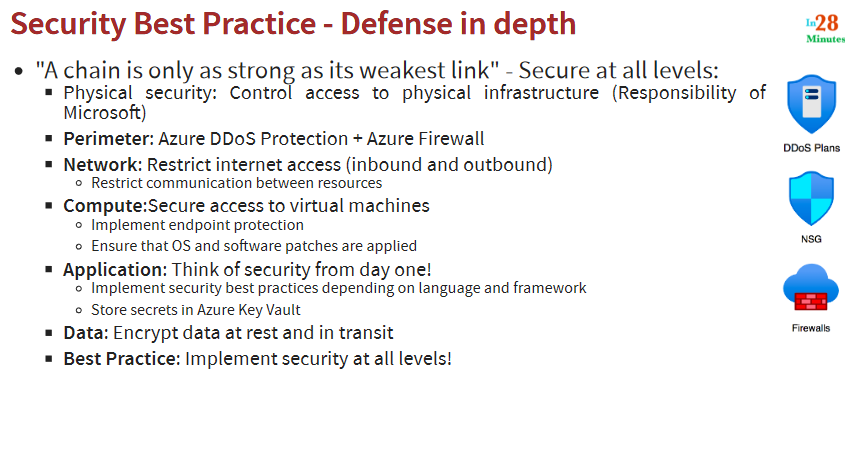 Security Best Practice - Defense in depth
In28
Minutes
• "A chain is only as strong as its weakest link" - Secure at all levels:
▪ Physical security: Control access to physical infrastructure (Responsibility of
Microsoft)
▪ Perimeter: Azure DDoS Protection + Azure Firewall
▪ Network: Restrict internet access (inbound and outbound)
◦ Restrict communication between resources
▪ Compute:Secure access to virtual machines
◦ Implement endpoint protection
◦ Ensure that OS and software patches are applied
▪ Application: Think of security from day one!
◦ Implement security best practices depending on language and framework
◦ Store secrets in Azure Key Vault
▪ Data: Encrypt data at rest and in transit
▪ Best Practice: Implement security at all levels!
DDoS Plans
NSG
Firewalls